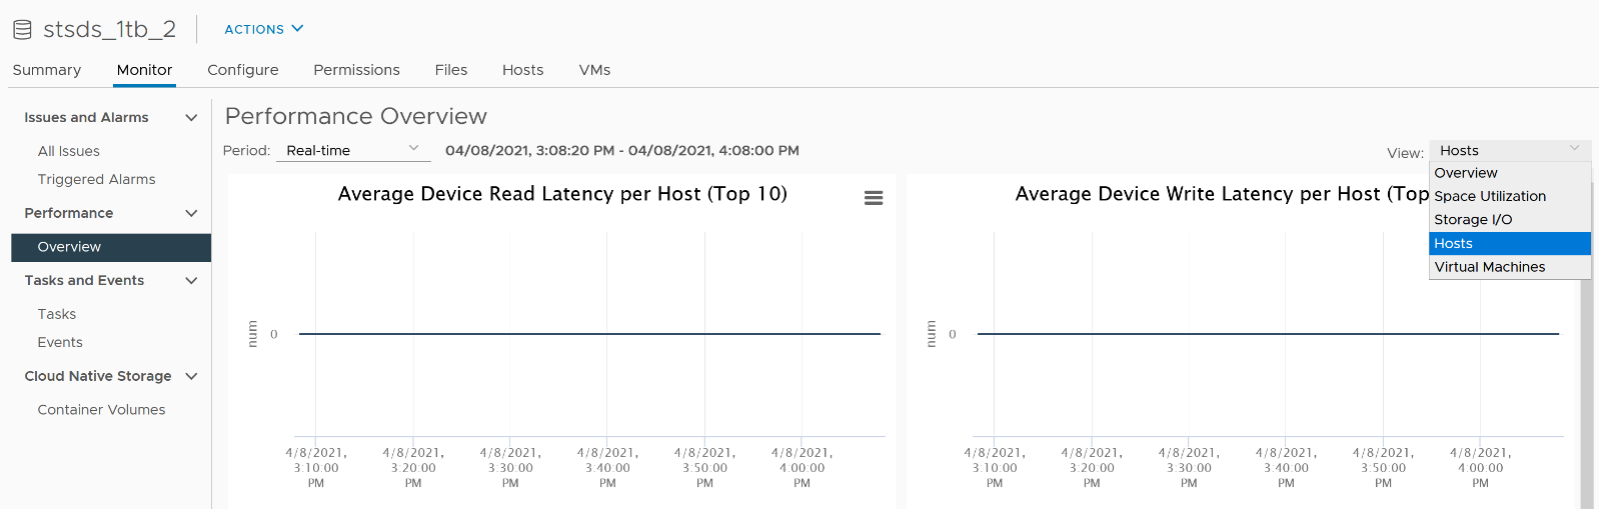 stsds_1tb_2
ACTIONS
Summary Monitor Configure Permissions Files Hosts VMs
Issues and Alarms
All Issues
Triggered Alarms
Performance
Overview
Tasks and Events
Tasks
Events
Cloud Native Storage
Container Volumes
Performance Overview
Period: Real-time 04/08/2021, 3:08:20 PM - 04/08/2021, 4:08:00 PM
View: Hosts
Overview
Space Utilization
Storage I/O
Hosts
Virtual Machines
Average Device Read Latency per Host (Top 10)
num
0
4/8/2021, 4/8/2021, 4/8/2021, 4/8/2021, 4/8/2021, 4/8/2021,
3:10:00 3:20:00 3:30:00 3:40:00 3:50:00 4:00:00
PM PM PM PM PM PM
Average Device Write Latency per Host (Top
num
0
4/8/2021, 4/8/2021, 4/8/2021, 4/8/2021, 4/8/2021, 4/8/2021,
3:10:00 3:20:00 3:30:00 3:40:00 3:50:00 4:00:00
PM PM PM PM PM PM